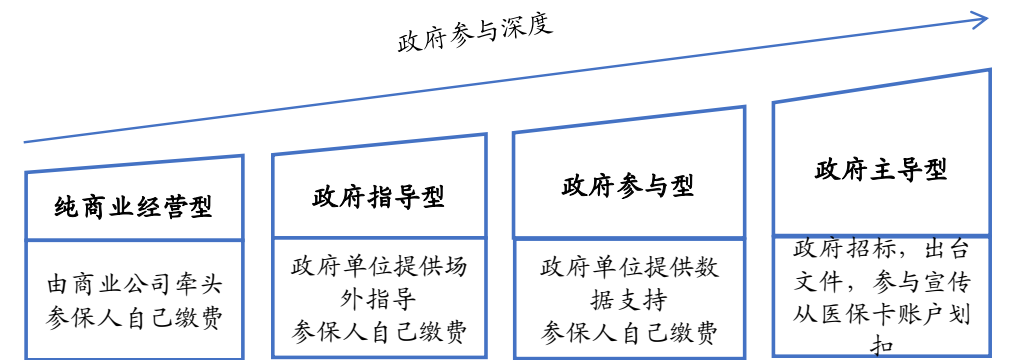 政府参与深度
纯商业经营型
由商业公司牵头
参保人自己缴费
政府指导型
政府单位提供场
外指导
参保人自己缴费
政府参与型
政府单位提供数
据支持
参保人自己缴费
政府主导型
政府招标，出台
文件，参与宣传
从医保卡账户划
扣